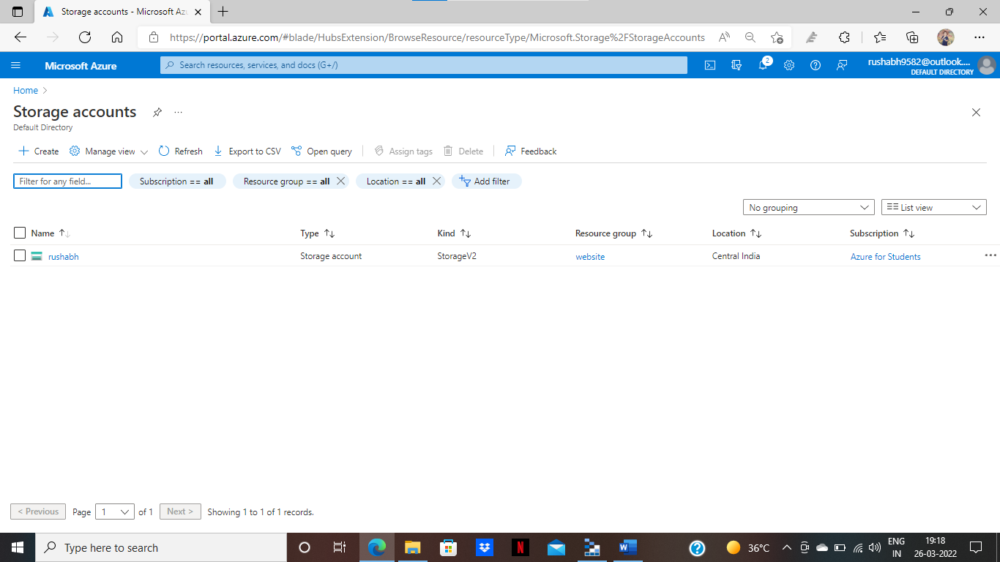 Storage accounts - Microsoft Azu
https://portal.azure.com/#blade/HubsExtension/BrowseResource/resourceType/Microsoft.Storage%2FStorageAccounts
Microsoft Azure
Search resources, services, and docs (G+/)
2
rushabh9582@outlook....
DEFAULT DIRECTORY
Home >
Storage accounts
Default Directory
Create Manage view Refresh Export to CSV Open query Assign tags Delete Feedback
Filter for any field... Subscription == all Resource group == all Location == all Add filter
No grouping List view
Name Type Kind Resource group Location Subscription
rushabh Storage account StorageV2 website Central India Azure for Students
< Previous Page 1 of 1 Next > Showing 1 to 1 of 1 records.
Type here to search
N
W
36°C
ENG
IN
19:18
26-03-2022